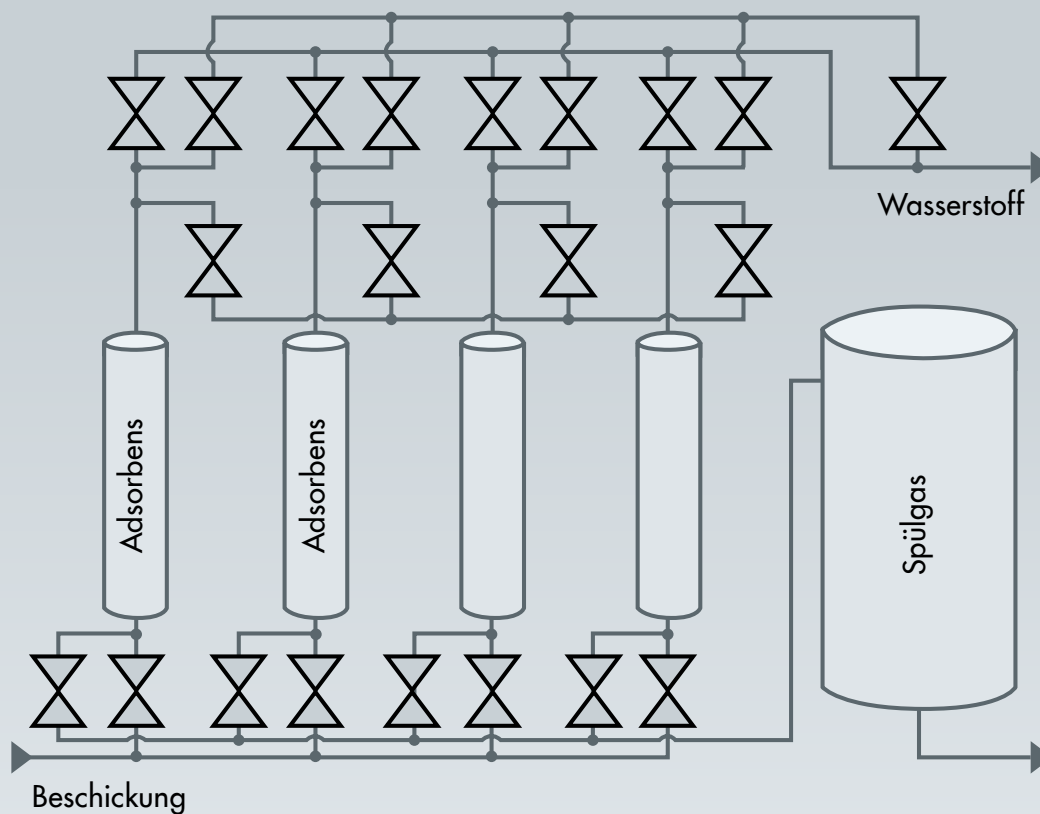 Wasserstoff
Adsorbens
Adsorbens
Spülgas
Beschickung